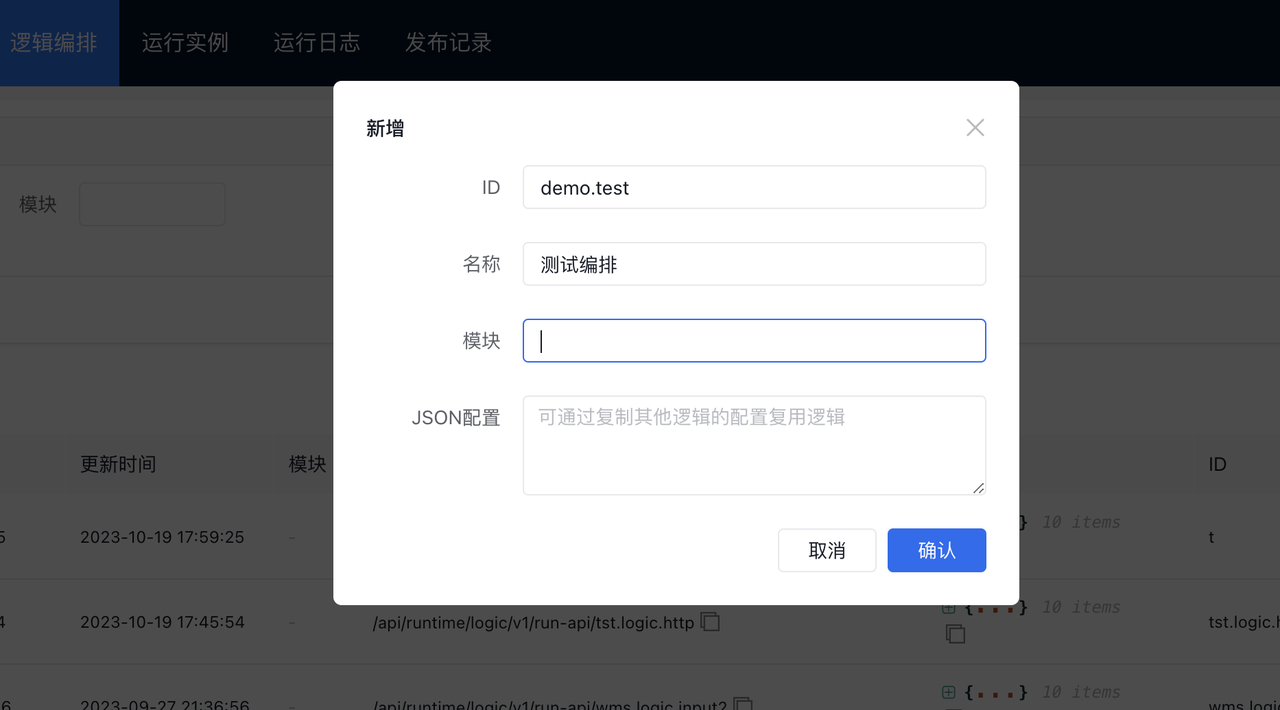 逻辑编排 运行实例 运行日志 发布记录
新增
ID demo.test
模块
名称 测试编排
模块
JSON配置 可通过复制其他逻辑的配置复用逻辑
更新时间 模块 ID
取消 确认
5 2023-10-19 17:59:25 - } 10 items t
4 2023-10-19 17:45:54 - /api/runtime/logic/v1/run-api/tst.logic.http {...} 10 items tst.logic.h
6 2023-09-27 21:36:56 /api/runtime/logic/v1/run-api/wms.logic.input2 {...} 10 items wms.logi